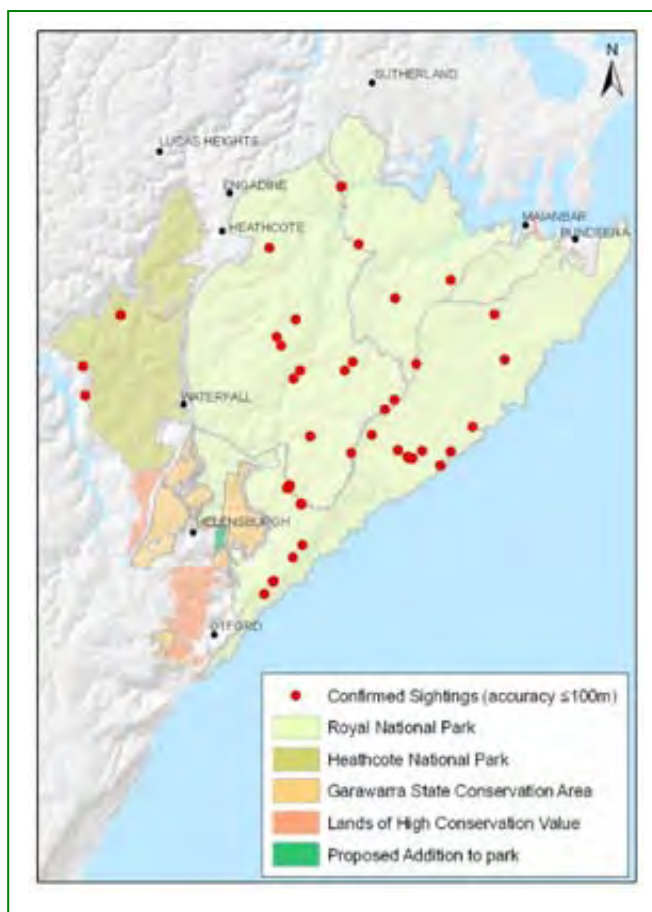 N
SUTHERLAND
LUCAS HEIGHTS
ENGADINE
HEATHCOTE
MAIANBAR
BUNDEENA
WATERFALL
HELENSBURGH
OTFORD
Confirmed Sightings (accuracy ≤100m)
Royal National Park
Heathcote National Park
Garawarra State Conservation Area
Lands of High Conservation Value
Proposed Addition to park